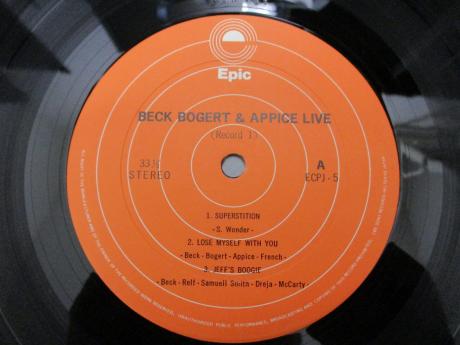 Epic
BECK BOGERT & APPICE LIVE
(Record 1)
33⅓
STEREO
A
ECPJ-5
1. SUPERSTITION
-S. Wonder-
2. LOSE MYSELF WITH YOU
-Beck-Bogert-Appice-French-
3. JEFF'S BOOGIE
-Beck-Relf-Samuell Smith-Dreja-McCarty-